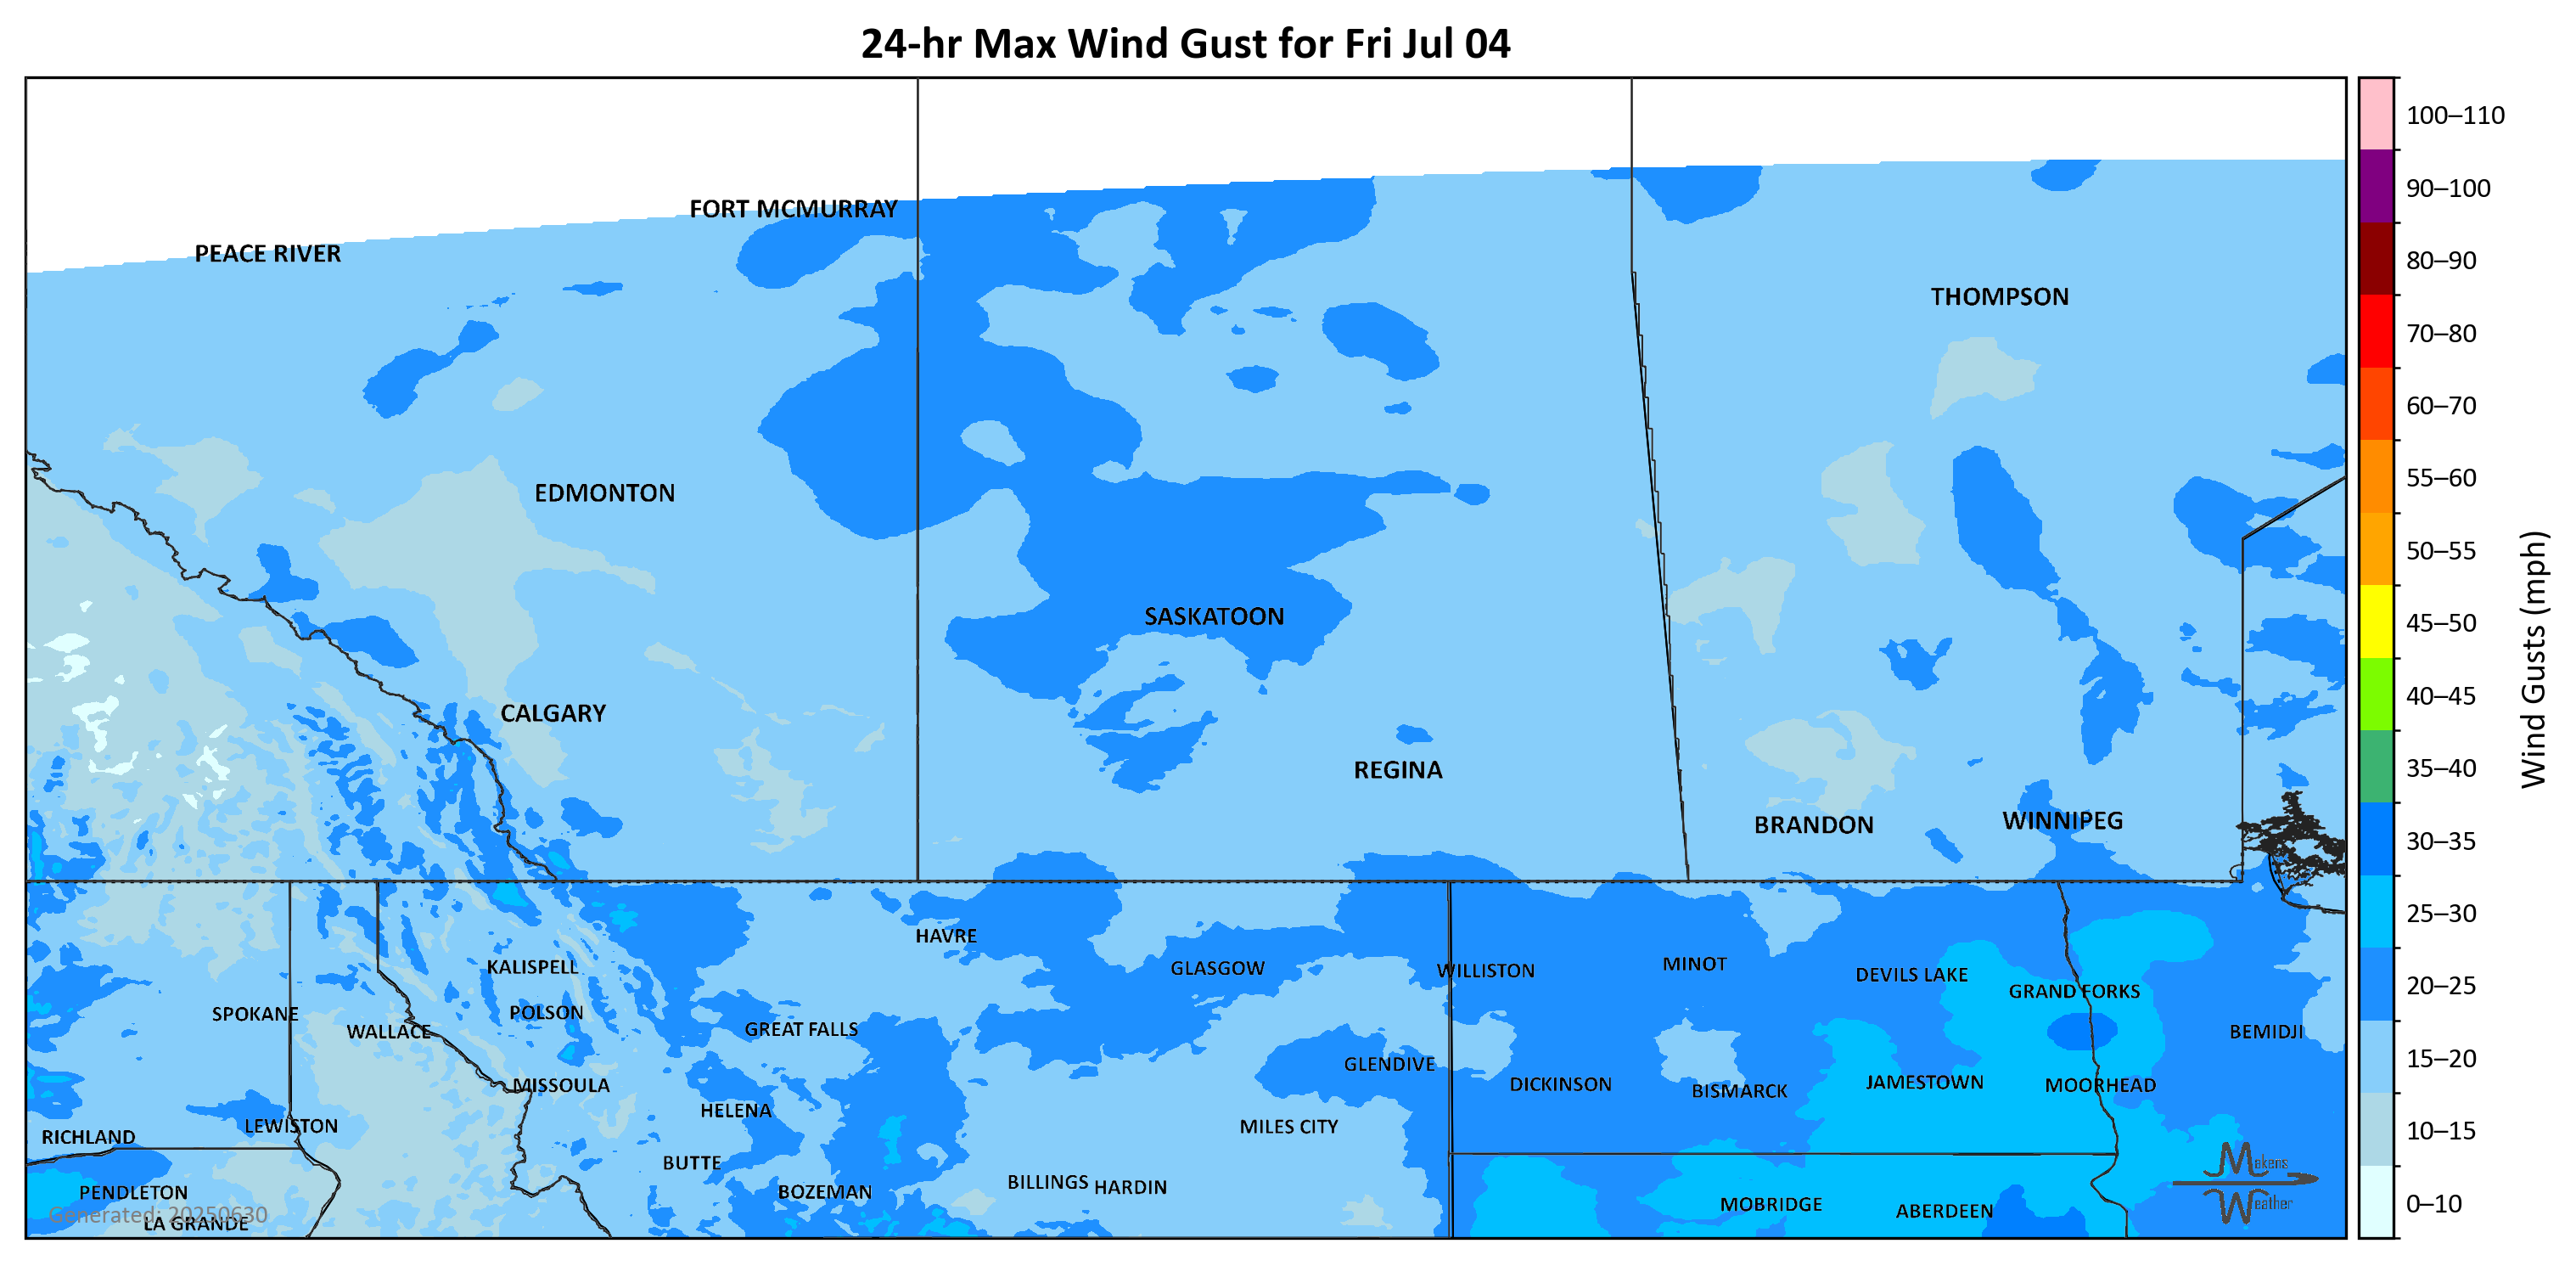 24-hr Max Wind Gust for Fri Jul 04
100–110
90–100
80–90
70–80
60–70
55–60
50–55
45–50
40–45
35–40
30–35
25–30
20–25
15–20
10–15
0–10
Wind Gusts (mph)
FORT MCMURRAY
PEACE RIVER
THOMPSON
EDMONTON
SASKATOON
CALGARY
REGINA
BRANDON
WINNIPEG
HAVRE
KALISPELL
GLASGOW
WILLISTON
MINOT
DEVILS LAKE
GRAND FORKS
SPOKANE
WALLACE
POLSON
GREAT FALLS
BEMIDJI
GLENDIVE
MISSOULA
DICKINSON
BISMARCK
JAMESTOWN
MOORHEAD
HELENA
LEWISTON
RICHLAND
MILES CITY
BUTTE
BOZEMAN
BILLINGS
HARDIN
PENDLETON
MOBRIDGE
ABERDEEN
LA GRANDE
Generated: 20250630
Makens
Weather